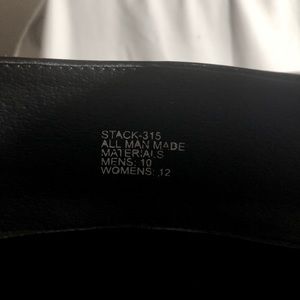 STACK-315
ALL MAN MADE
MATERIALS
MENS: 10
WOMENS: 12